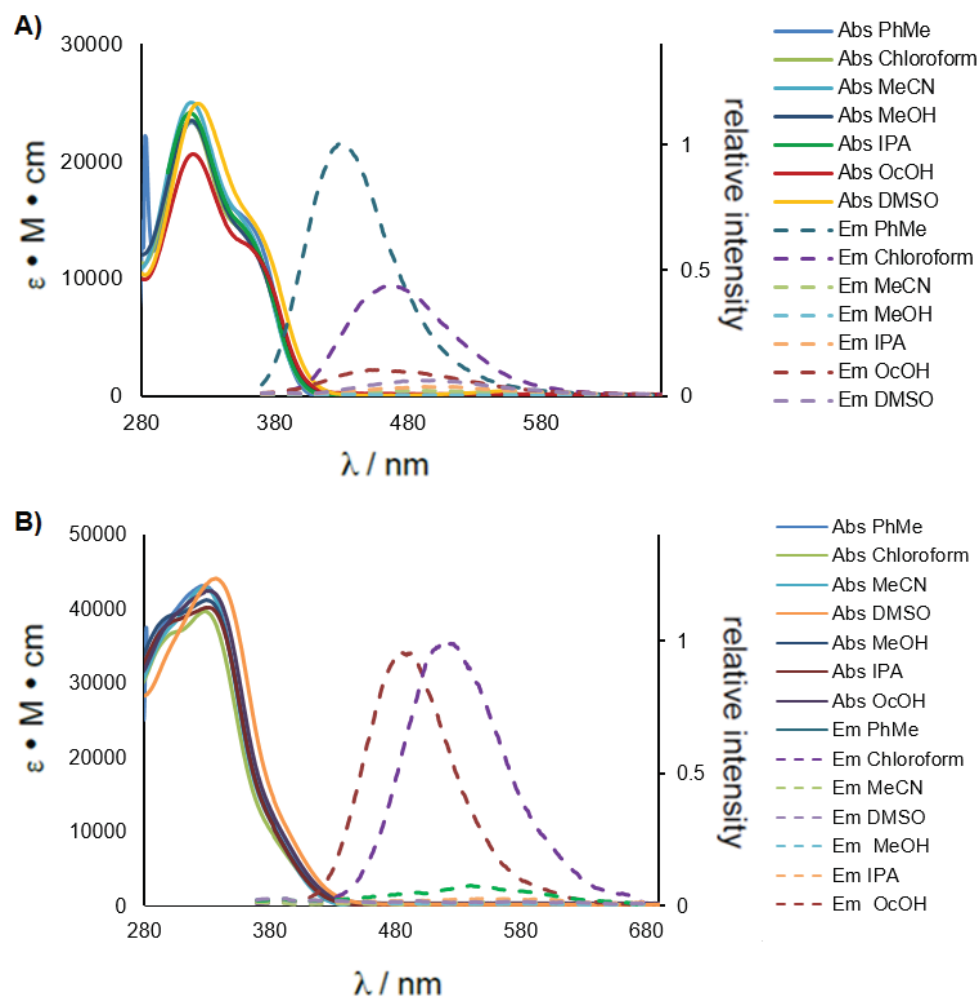 A)
30000
20000
10000
0
280
380
480
580
λ / nm
ε • M • cm
1
0.5
0
relative intensity
Abs PhMe
Abs Chloroform
Abs MeCN
Abs MeOH
Abs IPA
Abs OcOH
Abs DMSO
Em PhMe
Em Chloroform
Em MeCN
Em MeOH
Em IPA
Em OcOH
Em DMSO
B)
50000
40000
30000
20000
10000
0
280
380
480
580
680
λ / nm
ε • M • cm
1
0.5
0
relative intensity
Abs PhMe
Abs Chloroform
Abs MeCN
Abs DMSO
Abs MeOH
Abs IPA
Abs OcOH
Em PhMe
Em Chloroform
Em MeCN
Em DMSO
Em MeOH
Em IPA
Em OcOH